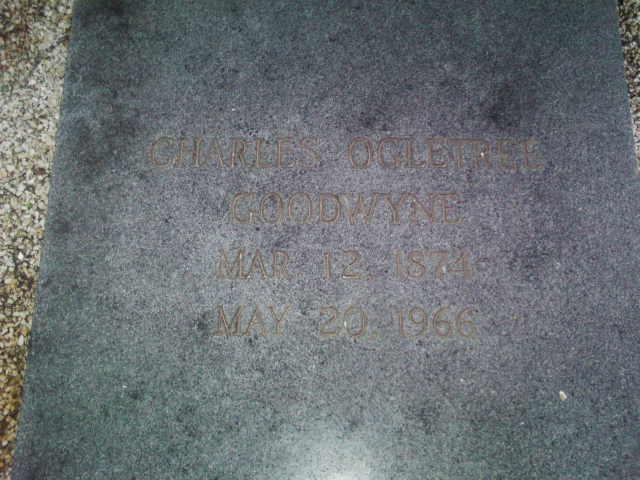 CHARLES OGLETREE
GOODWYNE
MAR. 12, 1874
MAY 20, 1966